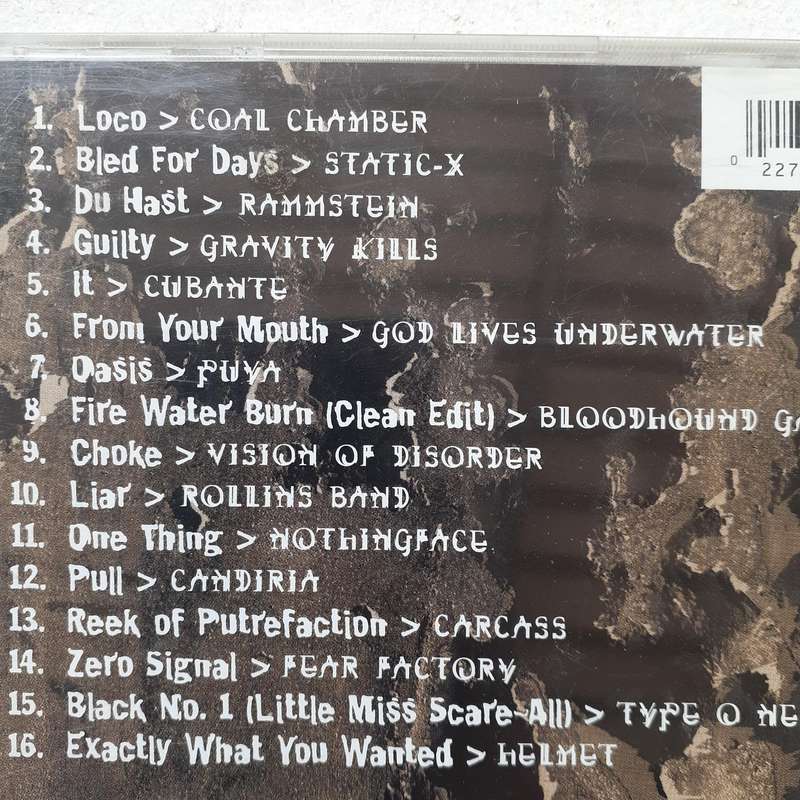 1. Loco > COAL CHAMBER
2. Bled For Days > STATIC-X
3. Du Hast > RAMMSTEIN
4. Guilty > GRAVITY KILLS
5. It > CUBANTE
6. From Your Mouth > GOD LIVES UNDERWATER
7. Oasis > PUYA
8. Fire Water Burn (Clean Edit) > BLOODHOUND GA
9. Choke > VISION OF DISORDER
10. Liar > ROLLINS BAND
11. One Thing > NOTHINGFACE
12. Pull > CANDIRIA
13. Reek of Putrefaction > CARCASS
14. Zero Signal > FEAR FACTORY
15. Black No. 1 (Little Miss Scare-All) > TYPE O NE
16. Exactly What You Wanted > HELMET
0 227